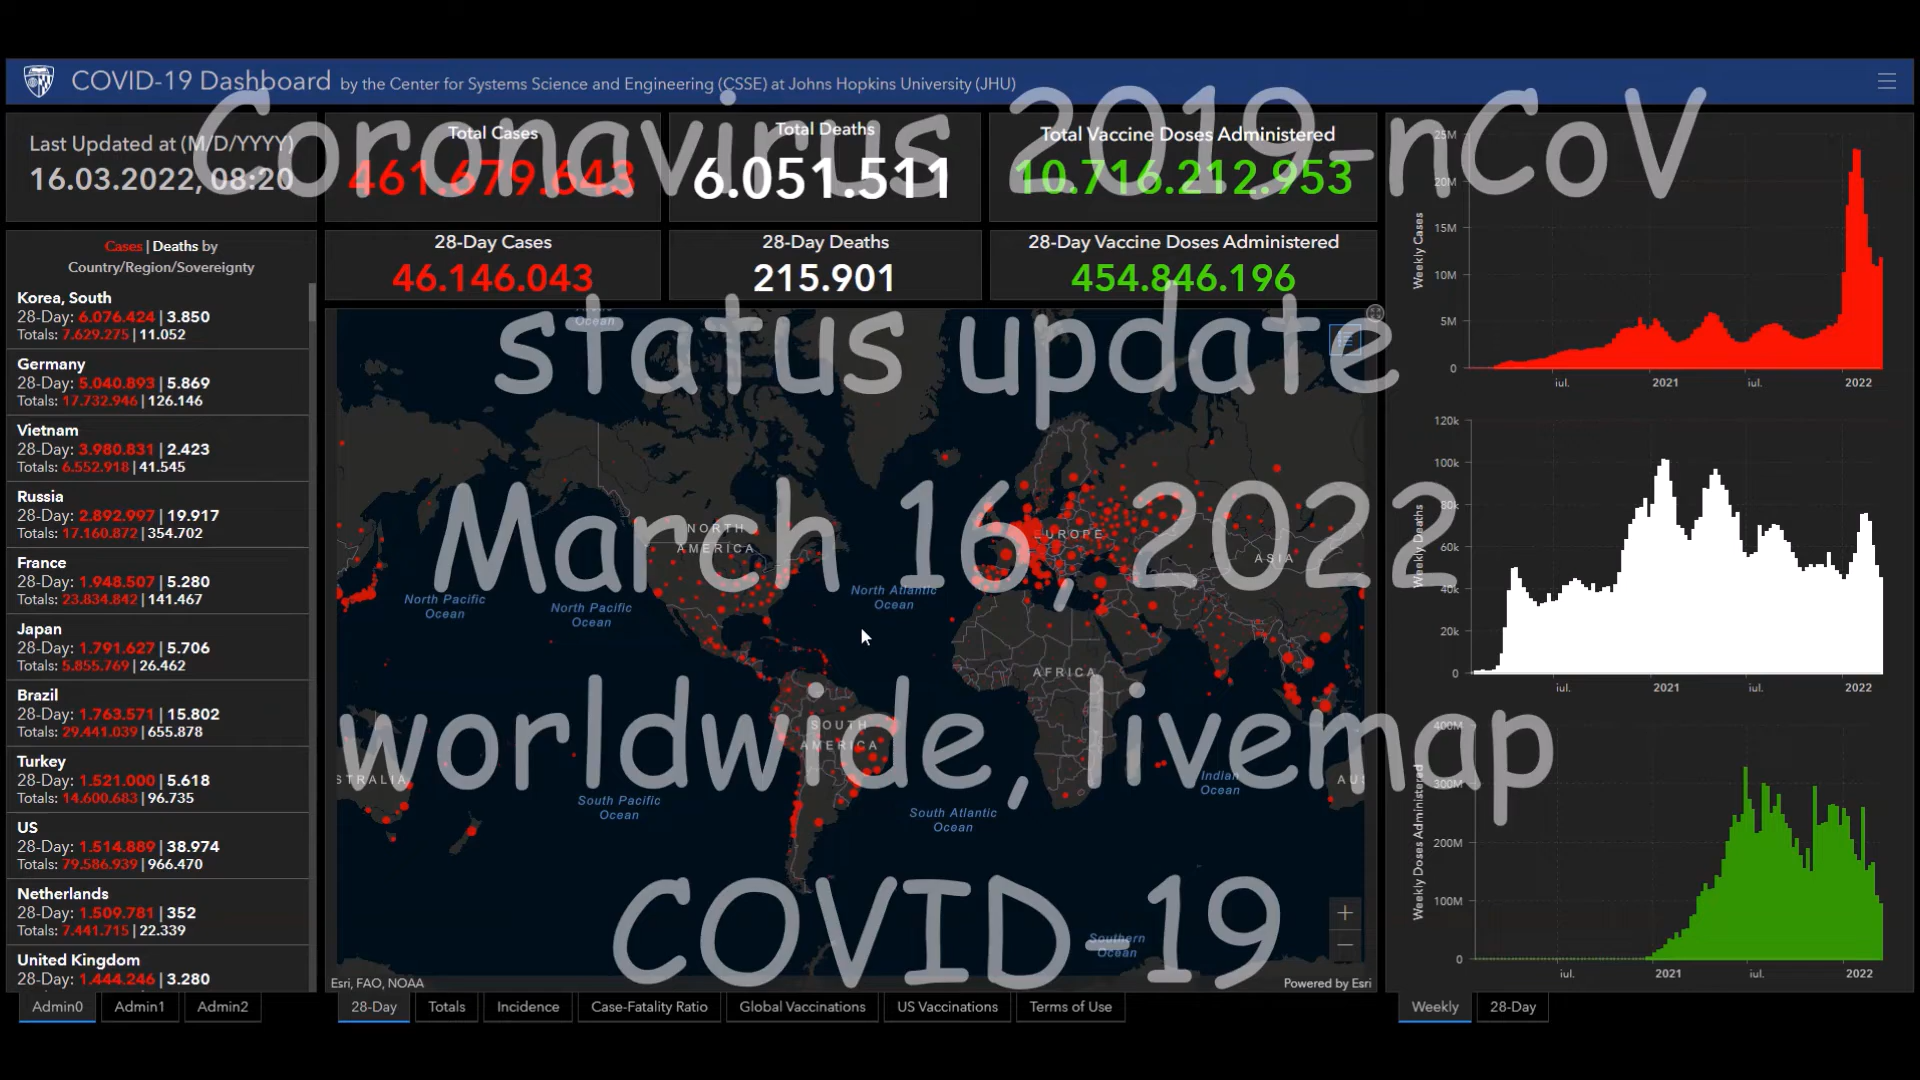 COVID-19 Dashboard by the Center for Systems Science and Engineering (CSSE) at Johns Hopkins University (JHU)
Coronavirus 2019-nCoV
status update
March 16, 2022
worldwide, livemap
COVID-19
Last Updated at (M/D/YYYY)
16.03.2022, 08:20
Total Cases
461.679.643
Total Deaths
6.051.511
Total Vaccine Doses Administered
10.716.212.953
28-Day Cases
46.146.043
28-Day Deaths
215.901
28-Day Vaccine Doses Administered
454.846.196
Cases | Deaths by
Country/Region/Sovereignty
Korea, South
28-Day: 6.076.424 | 3.850
Totals: 7.629.275 | 11.052
Germany
28-Day: 5.040.893 | 5.869
Totals: 17.732.946 | 126.146
Vietnam
28-Day: 3.980.831 | 2.423
Totals: 6.552.918 | 41.545
Russia
28-Day: 2.892.997 | 19.917
Totals: 17.160.872 | 354.702
France
28-Day: 1.948.507 | 5.280
Totals: 23.834.842 | 141.467
Japan
28-Day: 1.791.627 | 5.706
Totals: 5.855.769 | 26.462
Brazil
28-Day: 1.763.571 | 15.802
Totals: 29.441.039 | 655.878
Turkey
28-Day: 1.521.000 | 5.618
Totals: 14.600.683 | 96.735
US
28-Day: 1.514.889 | 38.974
Totals: 79.586.939 | 966.470
Netherlands
28-Day: 1.509.781 | 352
Totals: 7.441.715 | 22.339
United Kingdom
28-Day: 1.444.246 | 3.280
Admin0 Admin1 Admin2
Ocean
NORTH
AMERICA
EUROPE
ASIA
North Pacific
Ocean
North Pacific
Ocean
North Atlantic
Ocean
AFRICA
SOUTH
AMERICA
STRALIA
AUS
Indian
Ocean
South Pacific
Ocean
South Atlantic
Ocean
Southern
Ocean
+
−
Esri, FAO, NOAA
Powered by Esri
28-Day Totals Incidence Case-Fatality Ratio Global Vaccinations US Vaccinations Terms of Use
Weekly Cases
25M
20M
15M
10M
5M
0
iul. 2021 iul. 2022
Weekly Deaths
120k
100k
80k
60k
40k
20k
0
iul. 2021 iul. 2022
Weekly Doses Administered
400M
300M
200M
100M
0
iul. 2021 iul. 2022
Weekly 28-Day